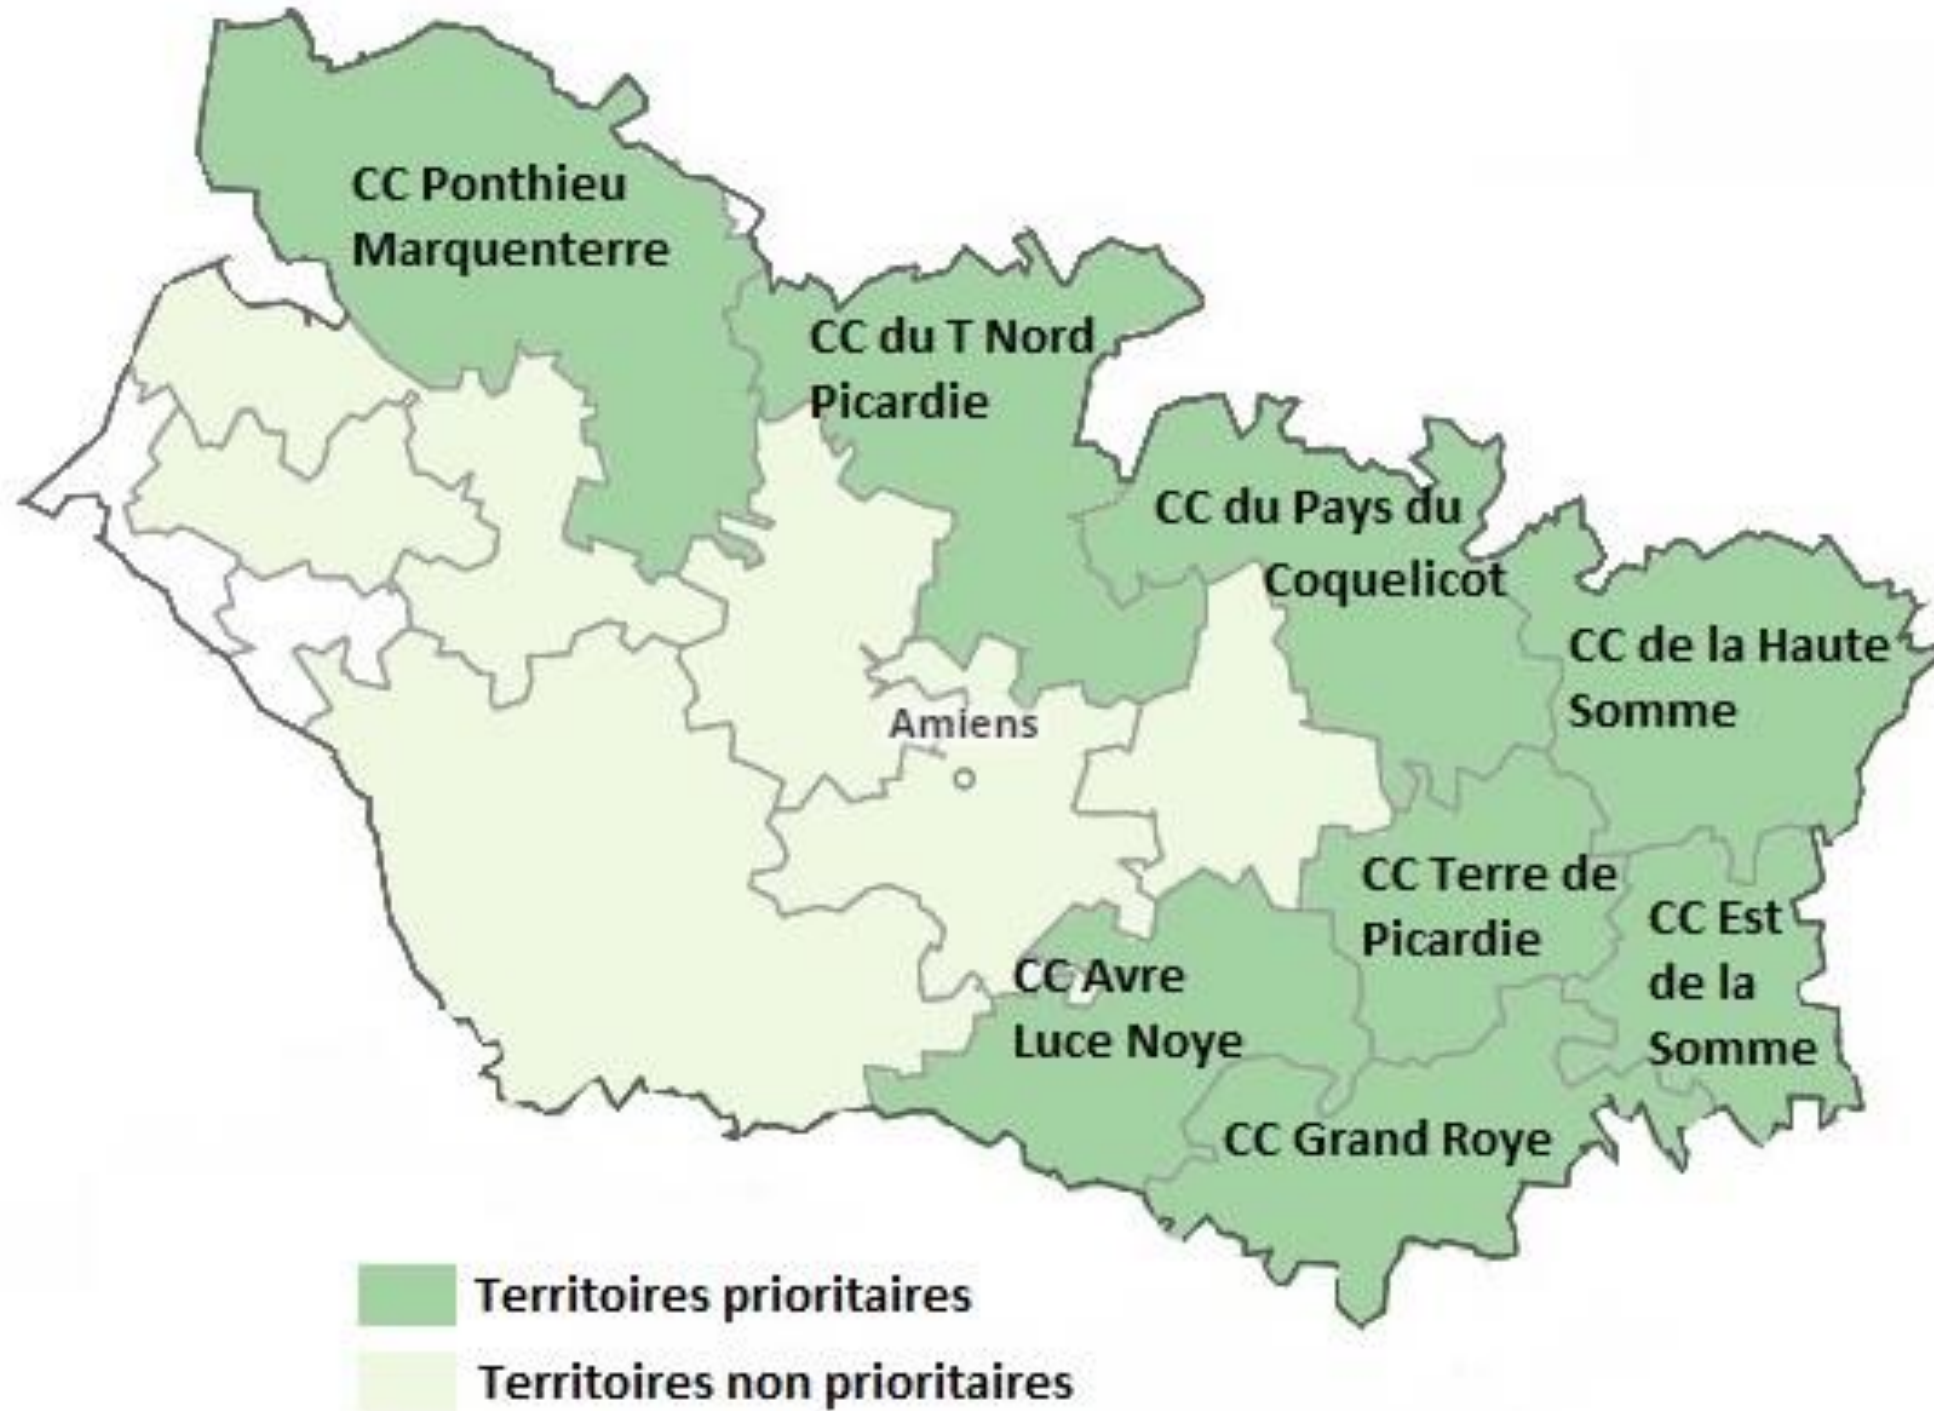 CC Ponthieu
Marquenterre
CC du T Nord
Picardie
CC du Pays du
Coquelicot
CC de la Haute
Somme
Amiens
CC Terre de
Picardie
CC Est
de la
Somme
CC Avre
Luce Noye
CC Grand Roye
Territoires prioritaires
Territoires non prioritaires